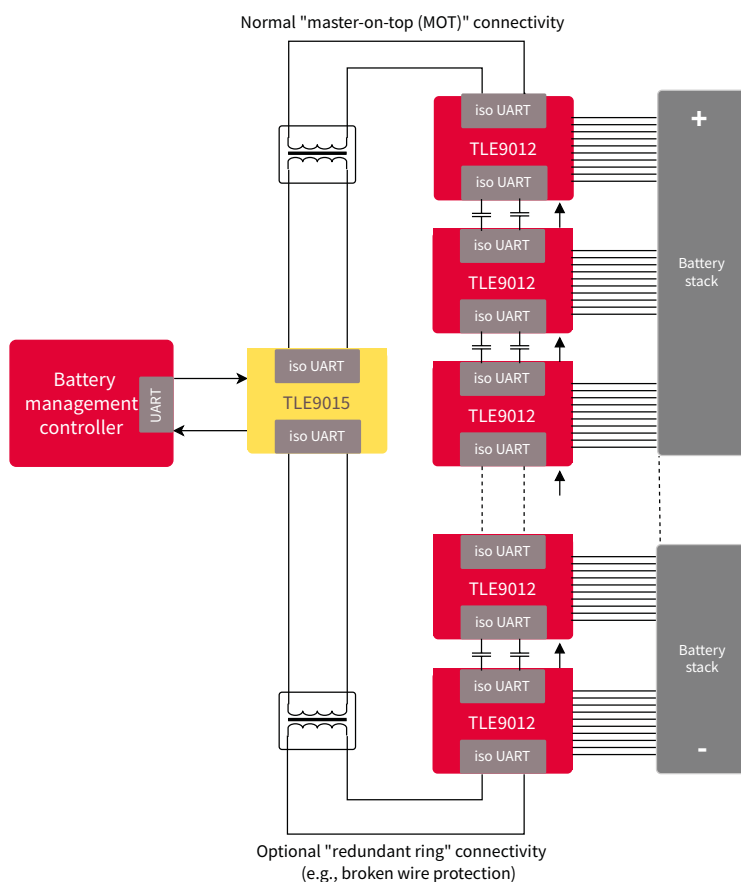 Normal "master-on-top (MOT)" connectivity
iso UART
TLE9012
iso UART
+
iso UART
TLE9012
iso UART
Battery
stack
iso UART
TLE9012
iso UART
Battery
management
controller
UART
iso UART
TLE9015
iso UART
iso UART
TLE9012
iso UART
Battery
stack
iso UART
TLE9012
iso UART
-
Optional "redundant ring" connectivity
(e.g., broken wire protection)